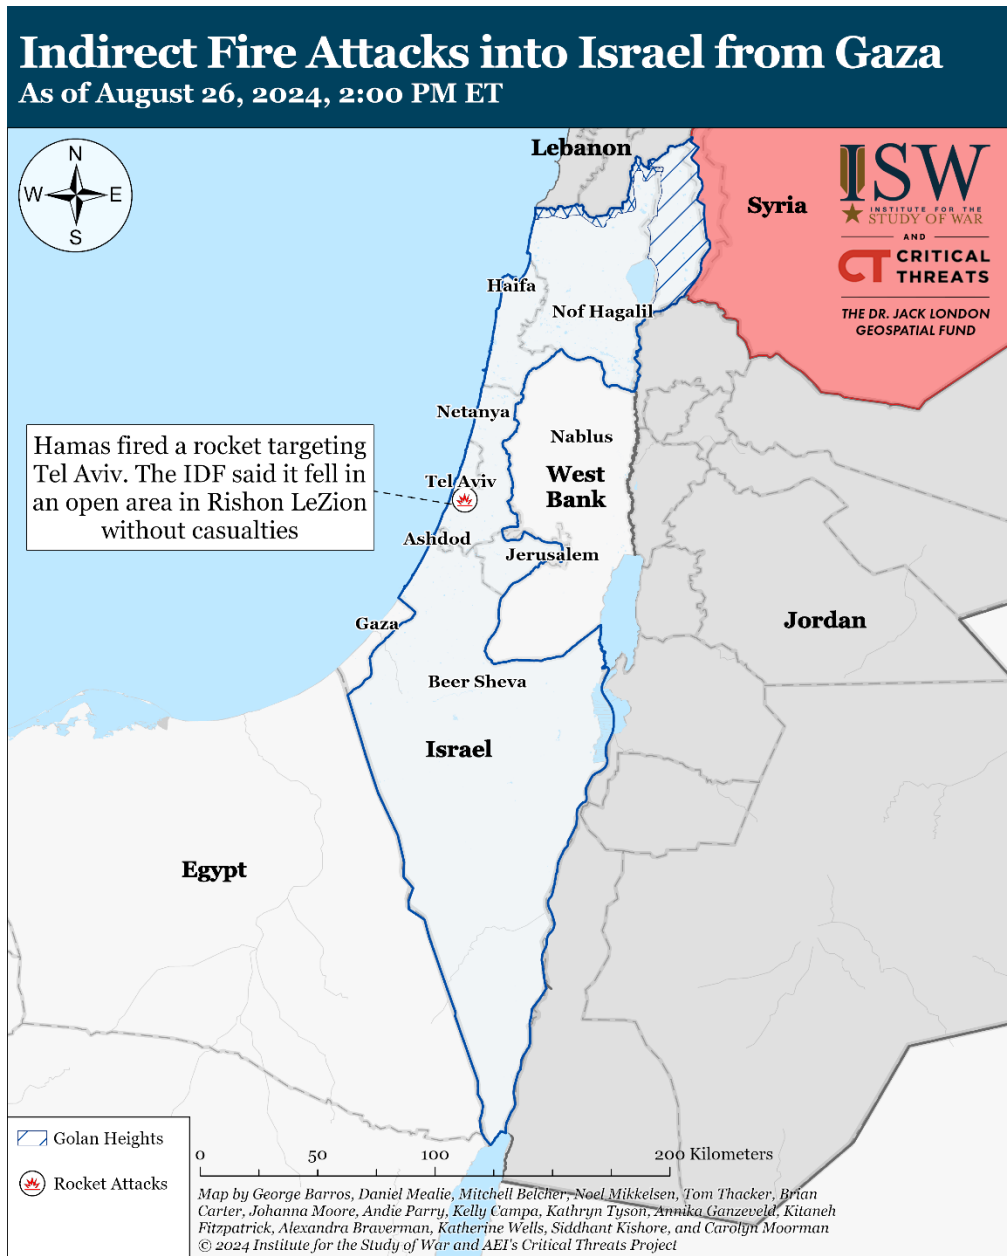 Indirect Fire Attacks into Israel from Gaza
As of August 26, 2024, 2:00 PM ET
N
W E
S
Lebanon
Syria
ISW
INSTITUTE FOR THE
STUDY OF WAR
AND
CT CRITICAL
THREATS
THE DR. JACK LONDON
GEOSPATIAL FUND
Haifa
Nof Hagalil
Netanya
Nablus
West
Bank
Hamas fired a rocket targeting
Tel Aviv. The IDF said it fell in
an open area in Rishon LeZion
without casualties
Tel Aviv
Ashdod
Jerusalem
Gaza
Jordan
Beer Sheva
Israel
Egypt
Golan Heights
Rocket Attacks
0 50 100 200 Kilometers
Map by George Barros, Daniel Mealie, Mitchell Belcher, Noel Mikkelsen, Tom Thacker, Brian
Carter, Johanna Moore, Andie Parry, Kelly Campa, Kathryn Tyson, Annika Ganzeveld, Kitaneh
Fitzpatrick, Alexandra Braverman, Katherine Wells, Siddhant Kishore, and Carolyn Moorman
© 2024 Institute for the Study of War and AEI's Critical Threats Project